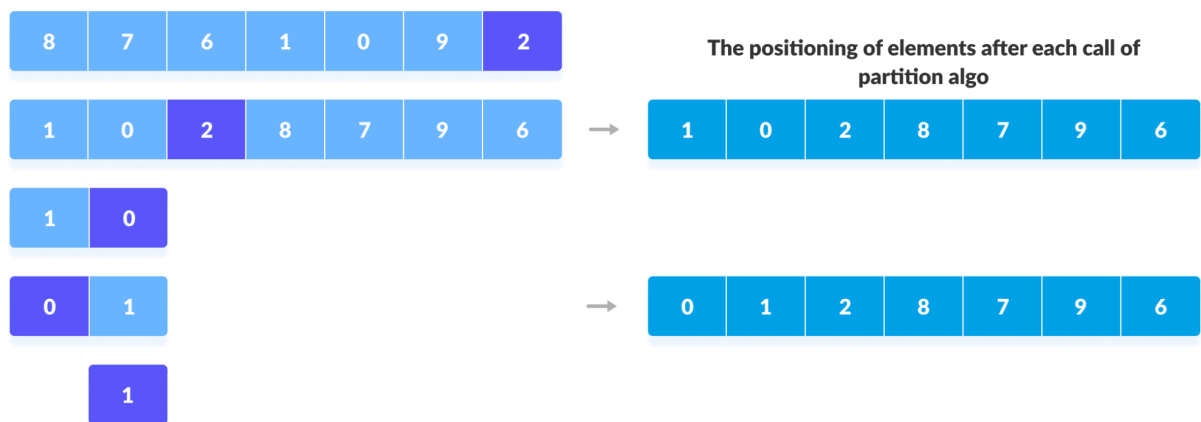 8 7 6 1 0 9 2
The positioning of elements after each call of
partition algo
1 0 2 8 7 9 6
1 0 2 8 7 9 6
1 0
0 1
0 1 2 8 7 9 6
1